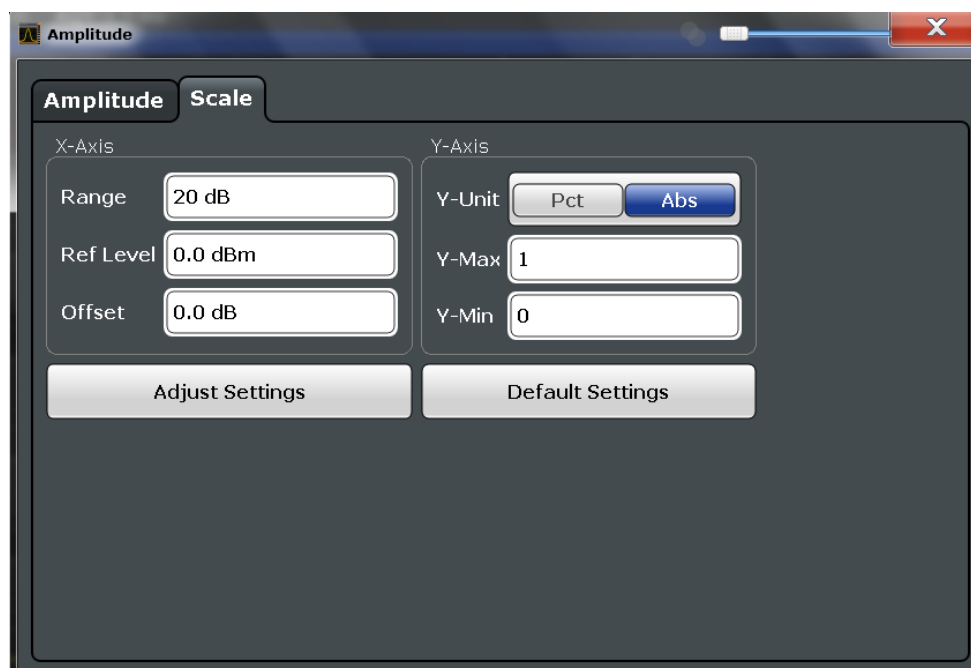 Amplitude
X
Amplitude Scale
X-Axis
Range 20 dB
Ref Level 0.0 dBm
Offset 0.0 dB
Y-Axis
Y-Unit Pct Abs
Y-Max 1
Y-Min 0
Adjust Settings
Default Settings